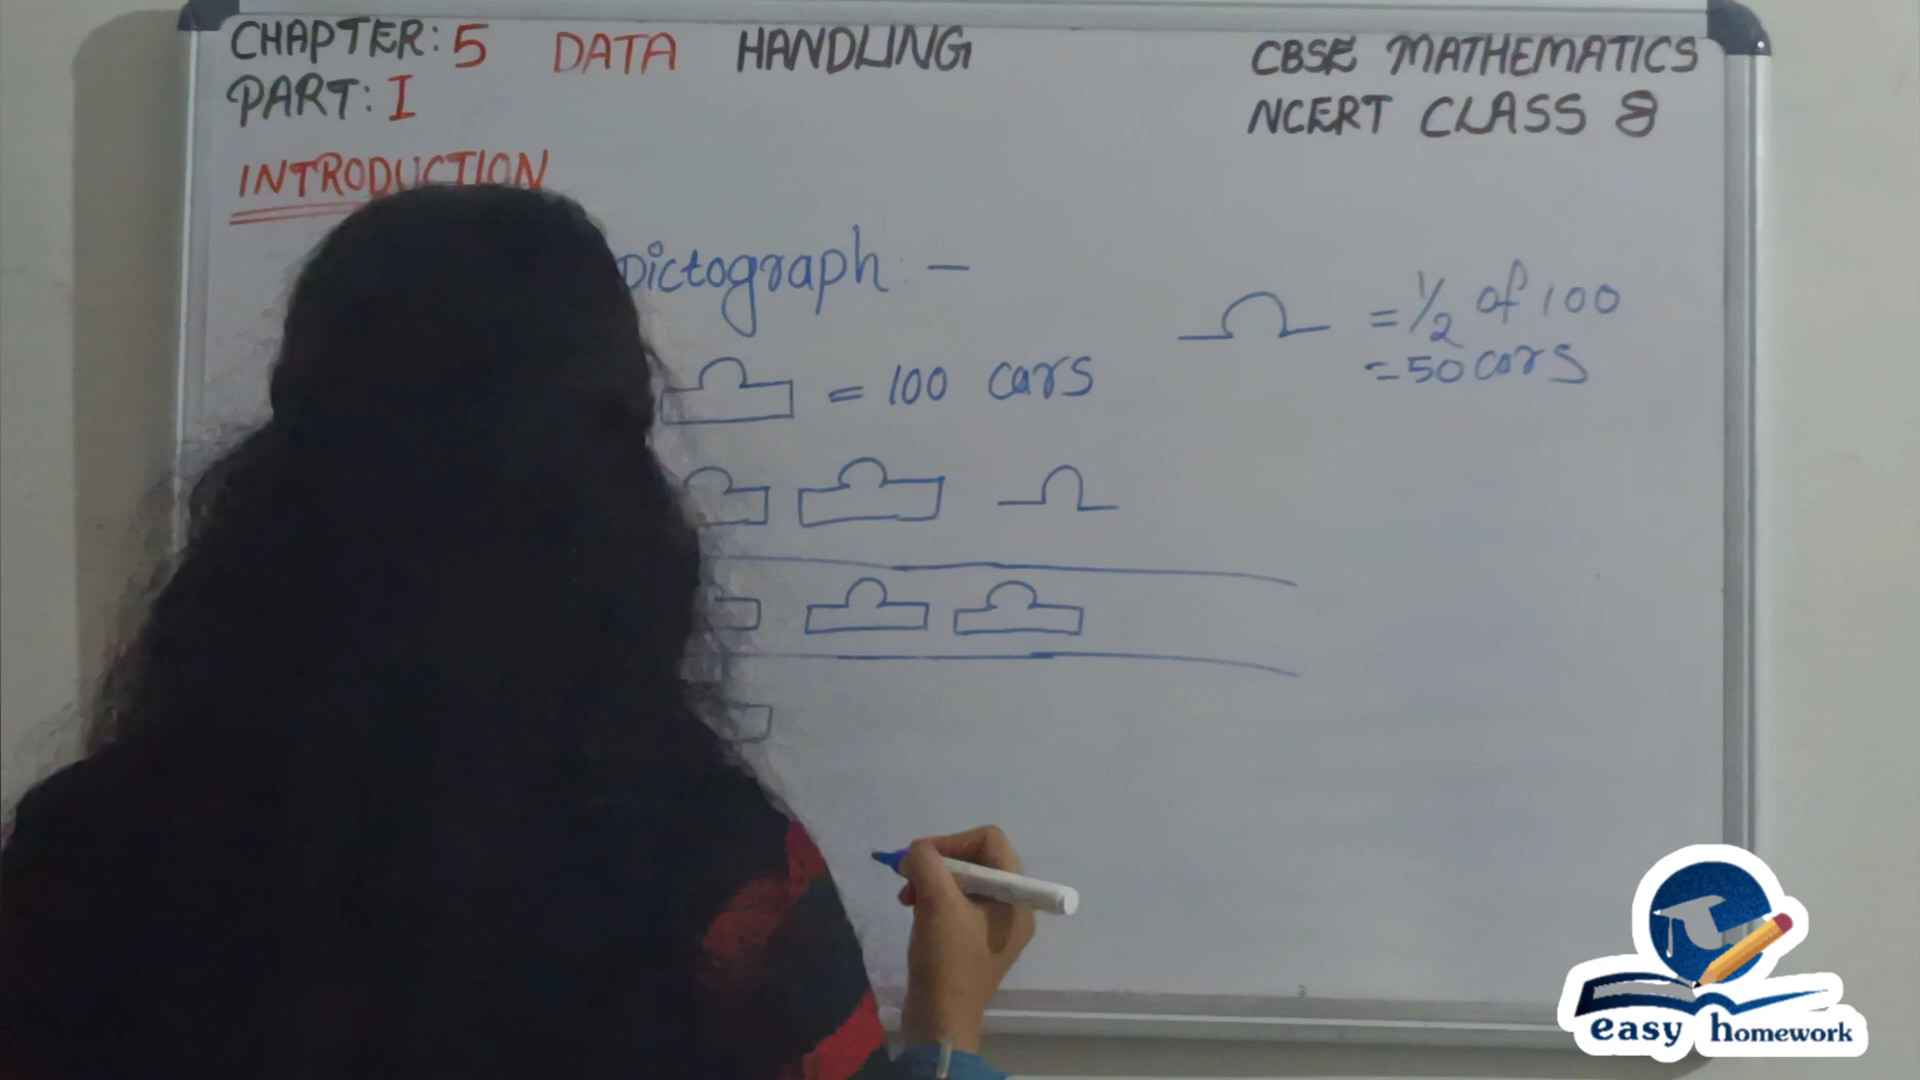 CHAPTER: 5 DATA HANDLING
PART: I
CBSE MATHEMATICS
NCERT CLASS 8
INTRODUCTION
Pictograph -
= 1/2 of 100
= 50 cars
= 100 cars
easy homework